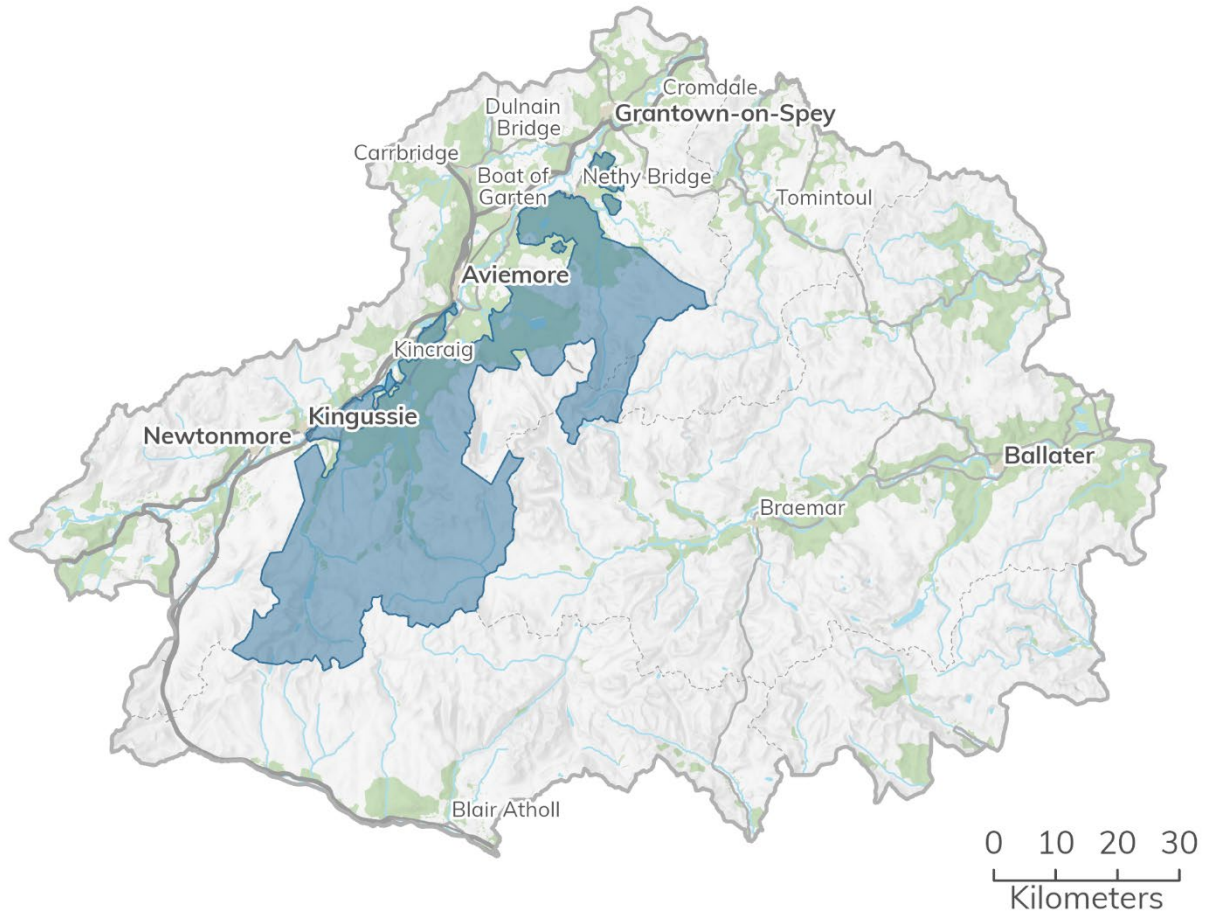 Cromdale
Dulnain
Bridge
Grantown-on-Spey
Carrbridge
Boat of
Garten
Nethy Bridge
Tomintoul
Aviemore
Kincraig
Kingussie
Newtonmore
Ballater
Braemar
Blair Atholl
0 10 20 30
Kilometers